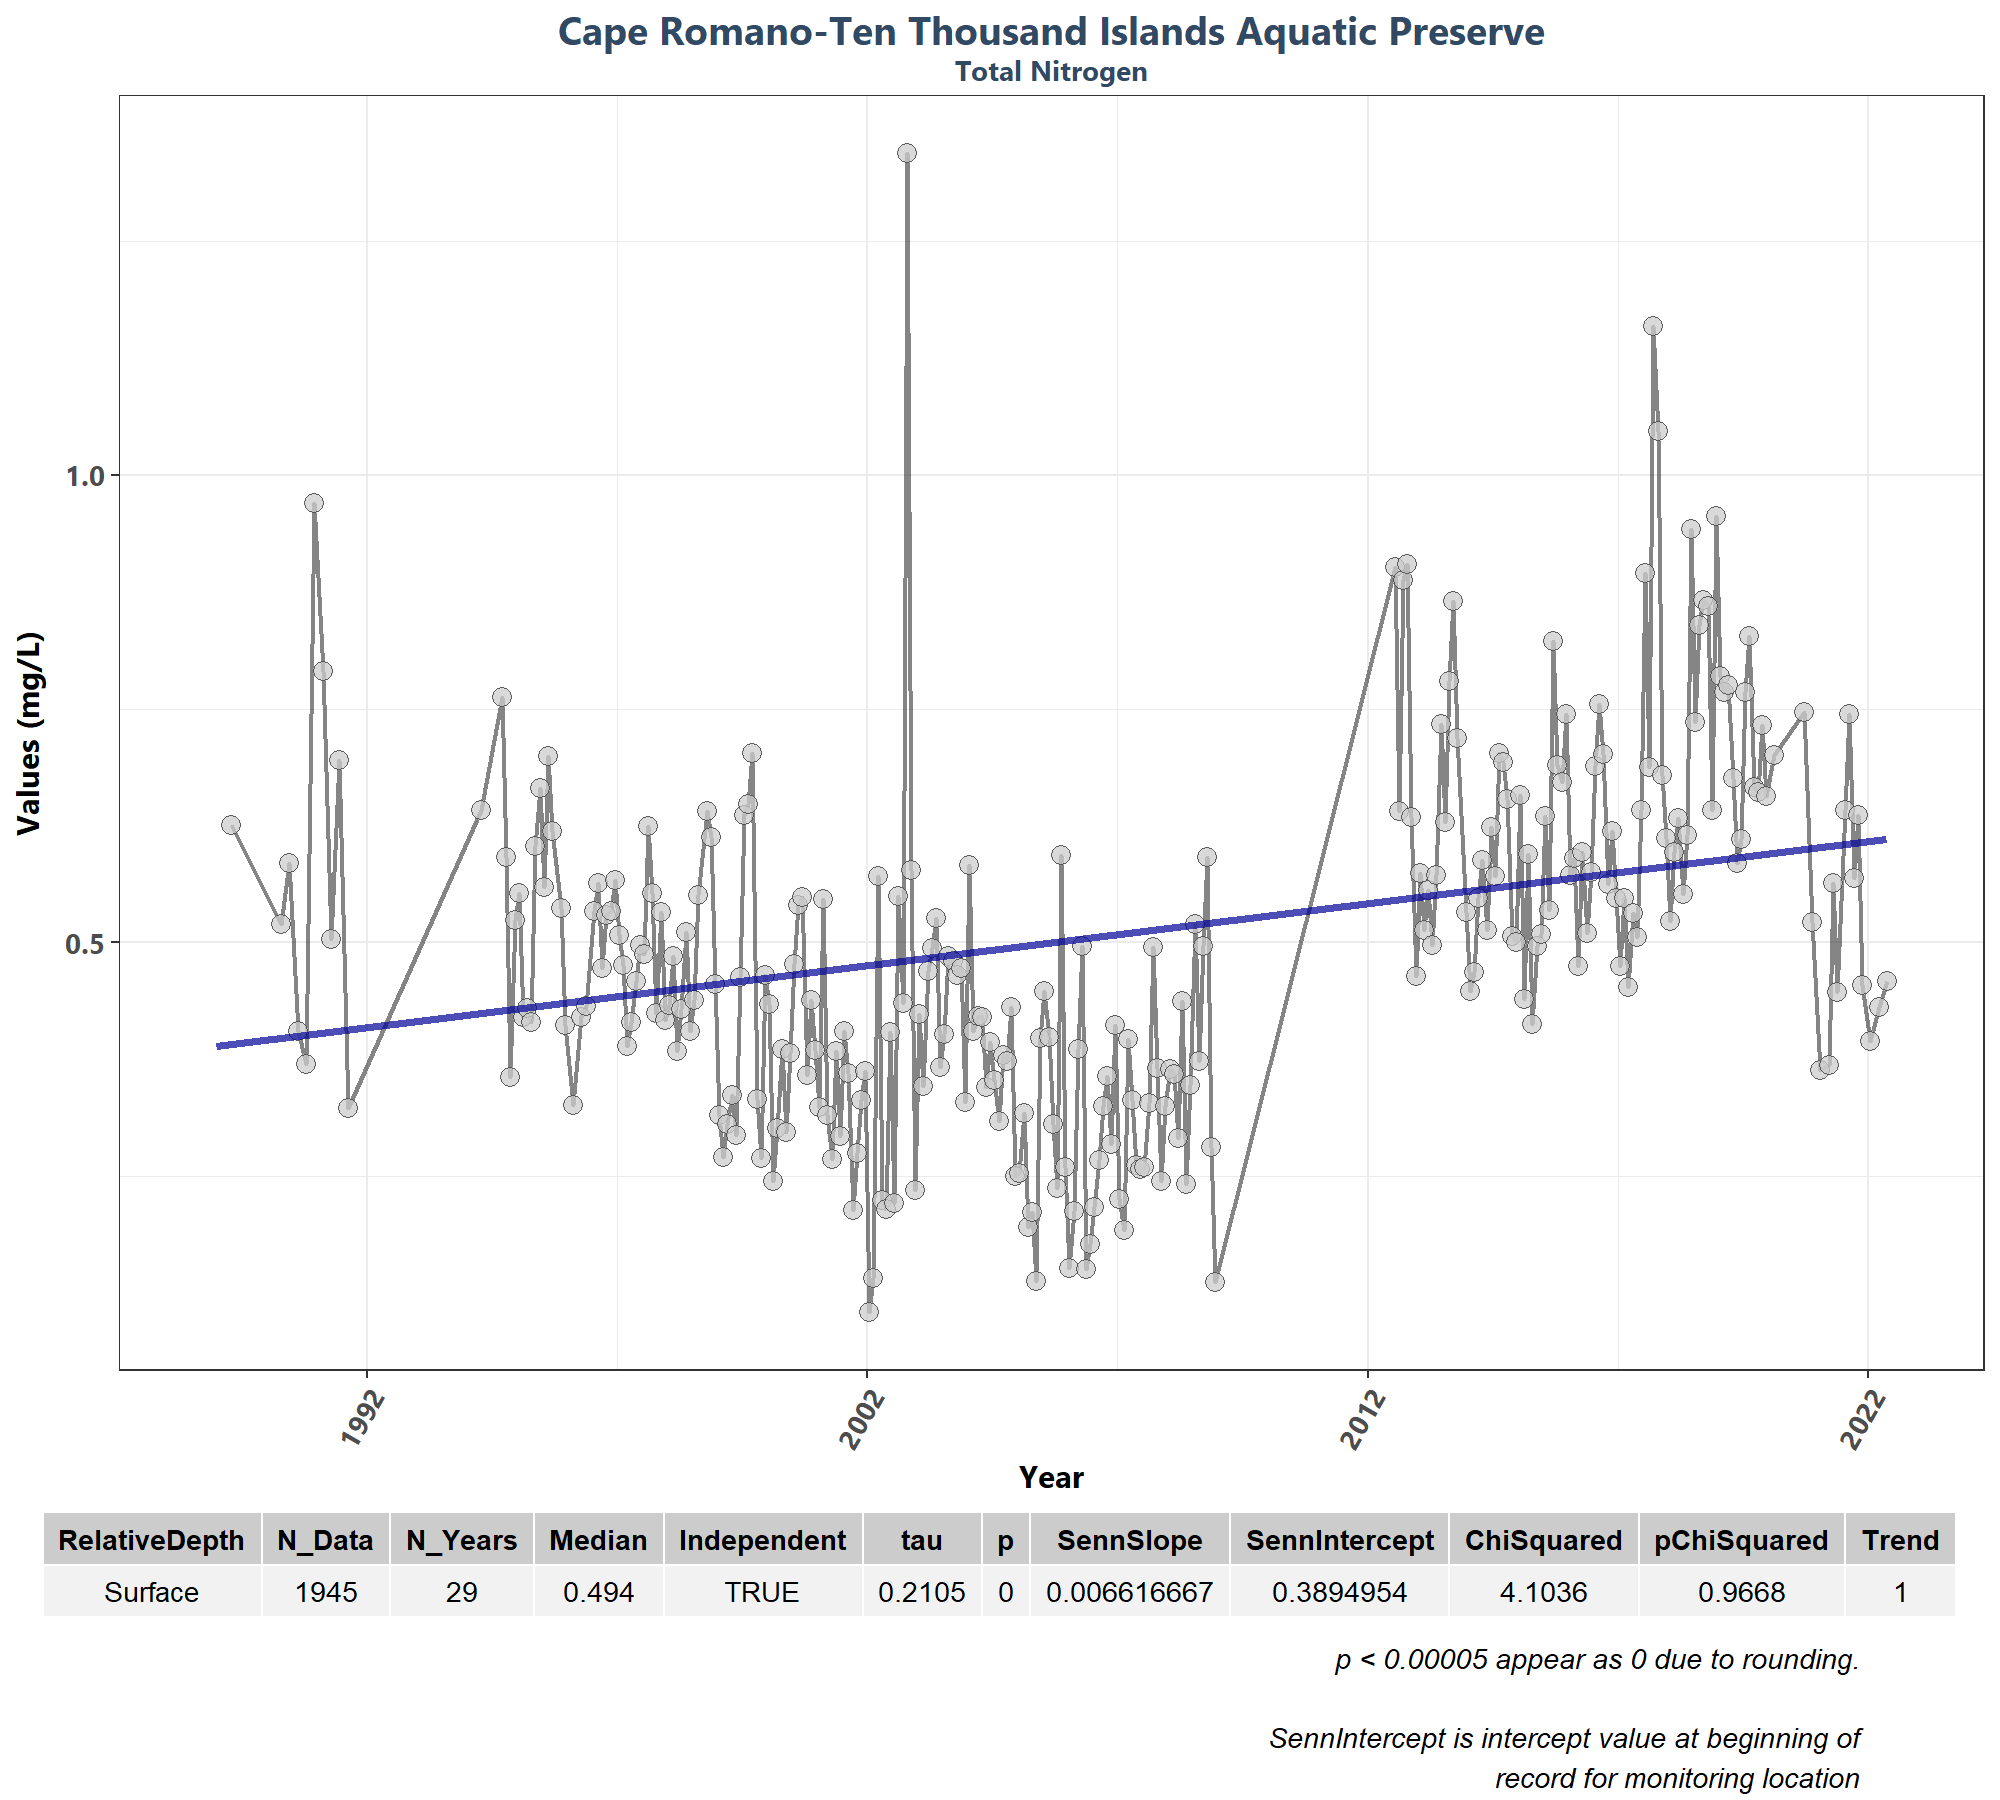 Cape Romano-Ten Thousand Islands Aquatic Preserve
Total Nitrogen
Values (mg/L)
1.0
0.5
1992 2002 2012 2022
Year
RelativeDepth N_Data N_Years Median Independent tau p SennSlope SennIntercept ChiSquared pChiSquared Trend
Surface 1945 29 0.494 TRUE 0.2105 0 0.006616667 0.3894954 4.1036 0.9668 1
p < 0.00005 appear as 0 due to rounding.
SennIntercept is intercept value at beginning of
record for monitoring location